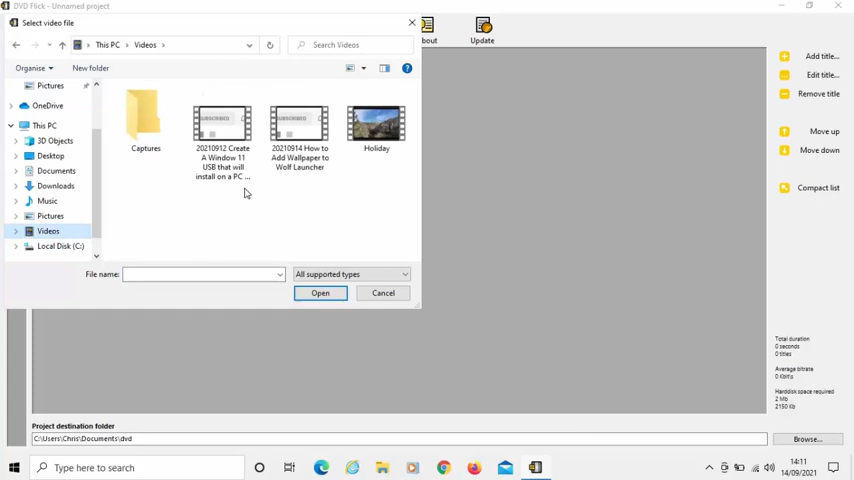 DVD Flick - Unnamed project
Select video file
This PC
Videos
Search Videos
Organise
New folder
bout
Update
Pictures
OneDrive
This PC
3D Objects
Desktop
Documents
Downloads
Music
Pictures
Videos
Local Disk (C:)
Captures
SUBSCRIBED
20210912 Create
A Window 11
USB that will
install on a PC ...
SUBSCRIBED
20210914 How to
Add Wallpaper to
Wolf Launcher
Holiday
File name:
All supported types
Open
Cancel
Add title...
Edit title...
Remove title
Move up
Move down
Compact list
Total duration
0 seconds
0 titles
Average bitrate
0 Kbit/s
Harddisk space required
2 Mb
2150 Kb
Project destination folder
C:\Users\Chris\Documents\dvd
Browse...
Type here to search
14:11
14/09/2021